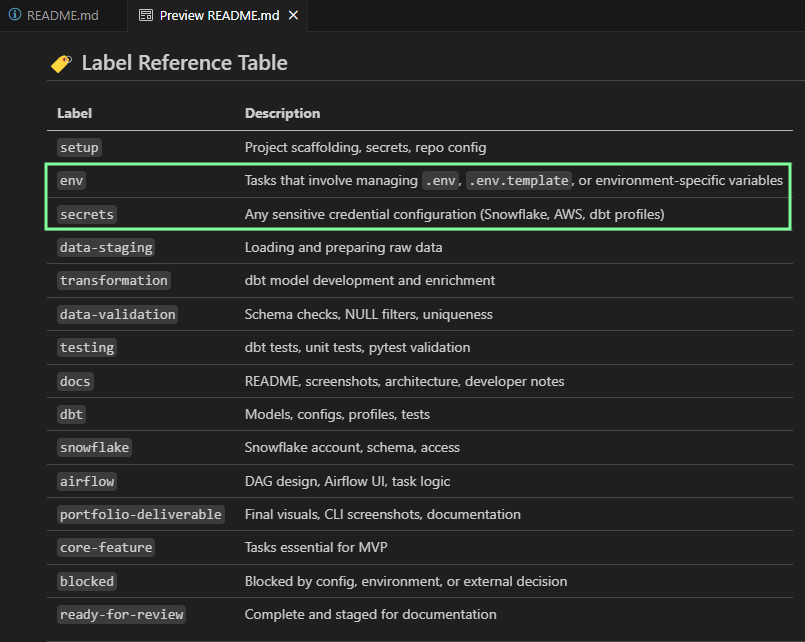 README.md Preview README.md
Label Reference Table
Label Description
setup Project scaffolding, secrets, repo config
env Tasks that involve managing .env, .env.template, or environment-specific variables
secrets Any sensitive credential configuration (Snowflake, AWS, dbt profiles)
data-staging Loading and preparing raw data
transformation dbt model development and enrichment
data-validation Schema checks, NULL filters, uniqueness
testing dbt tests, unit tests, pytest validation
docs README, screenshots, architecture, developer notes
dbt Models, configs, profiles, tests
snowflake Snowflake account, schema, access
airflow DAG design, Airflow UI, task logic
portfolio-deliverable Final visuals, CLI screenshots, documentation
core-feature Tasks essential for MVP
blocked Blocked by config, environment, or external decision
ready-for-review Complete and staged for documentation